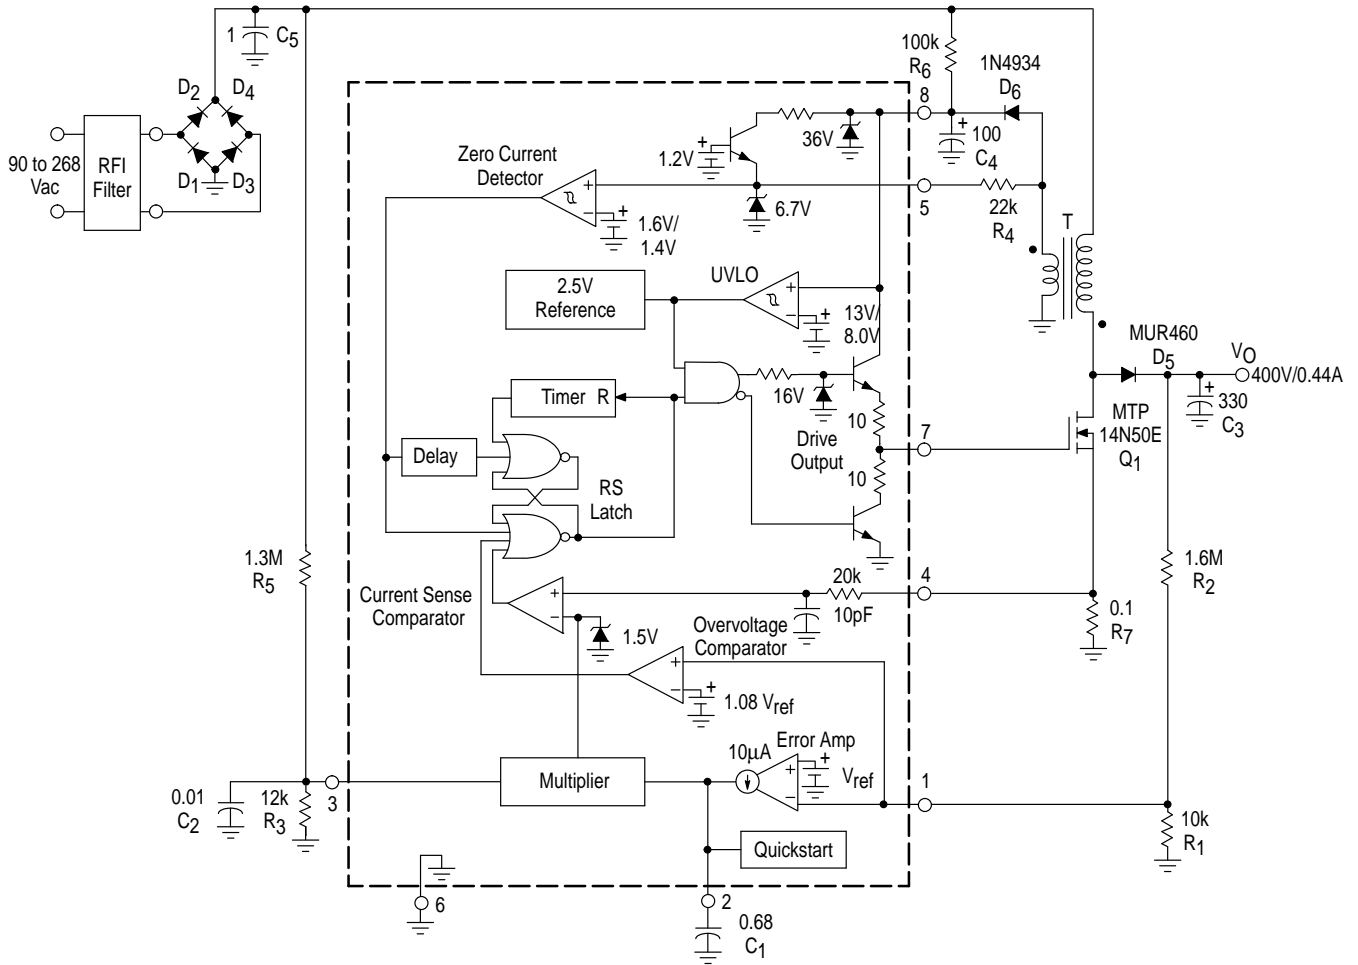 1
C5
100k
R6
1N4934
D6
D2
D4
8
100
C4
36V
1.2V
90 to 268
Vac
RFI
Filter
D1
D3
Zero Current
Detector
1.6V/
1.4V
6.7V
5
22k
R4
T
2.5V
Reference
UVLO
13V/
8.0V
MUR460
D5
VO
400V/0.44A
16V
Timer R
10
Drive
Output
10
7
MTP
14N50E
Q1
330
C3
Delay
RS
Latch
1.3M
R5
1.6M
R2
Current Sense
Comparator
20k
10pF
4
0.1
R7
1.5V
Overvoltage
Comparator
1.08 Vref
10µA
Error Amp
Vref
Multiplier
1
0.01
C2
12k
R3
3
10k
R1
Quickstart
6
2
0.68
C1